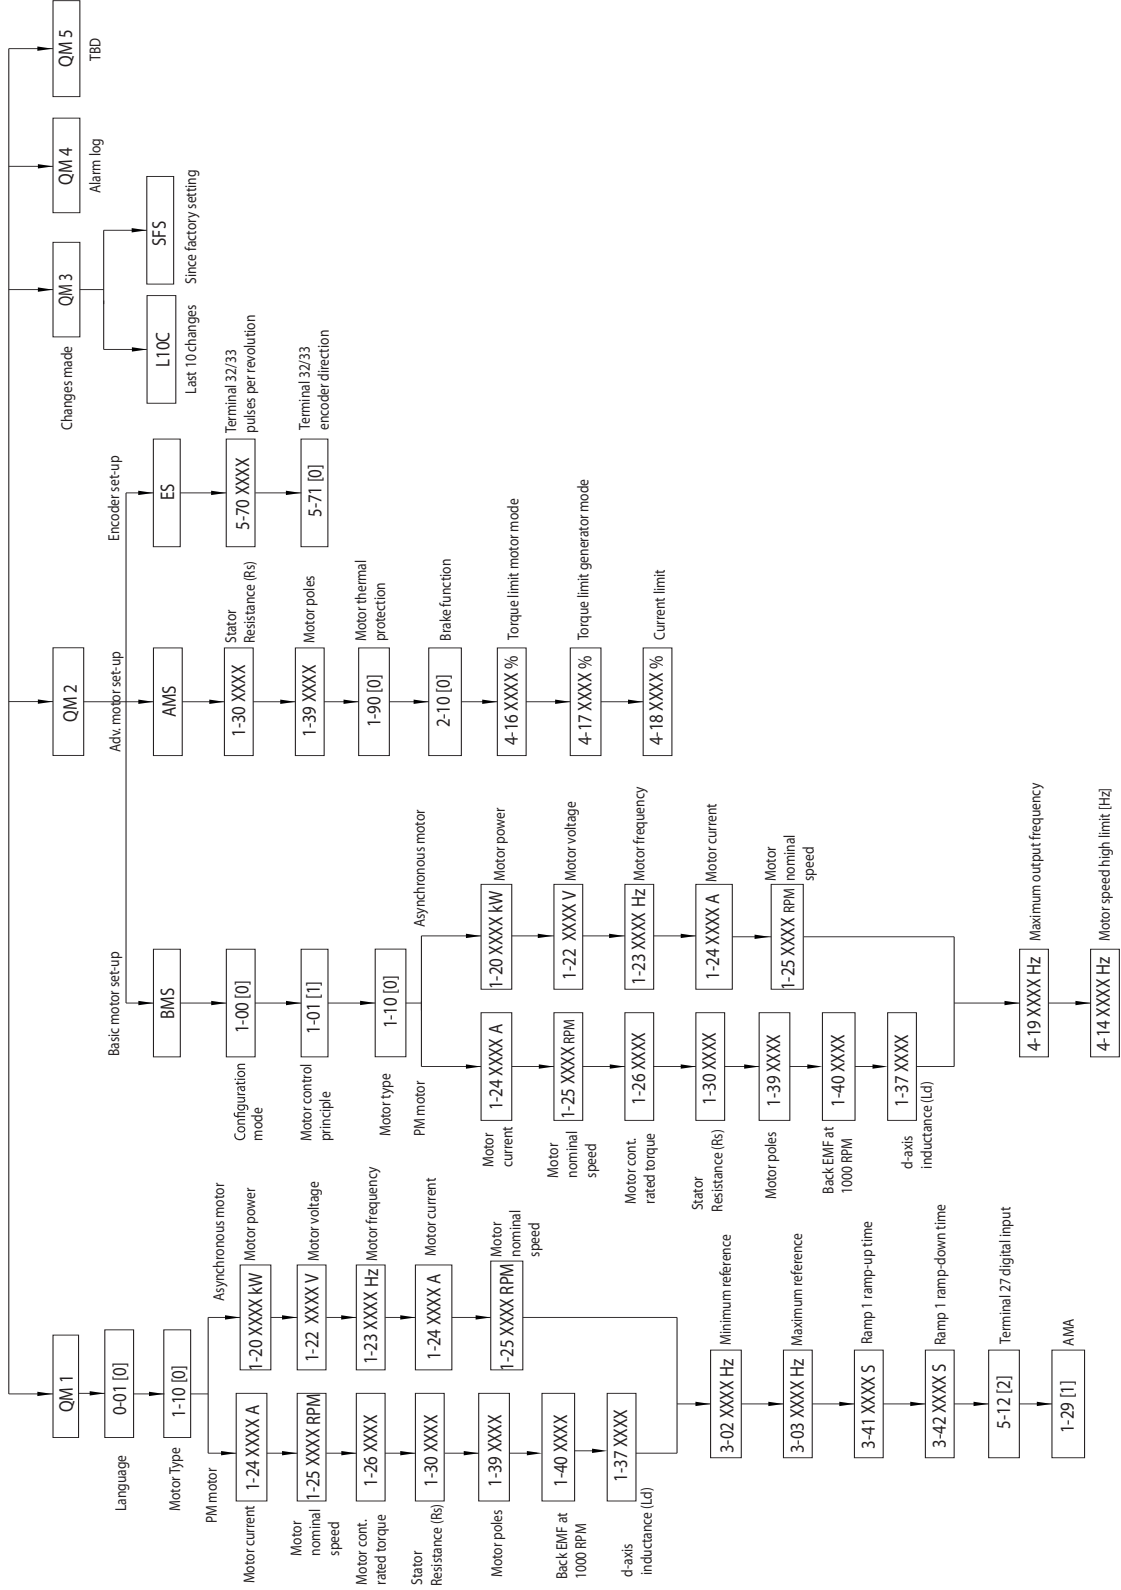 QM 1
0-01 [0]
Language
1-10 [0]
Motor Type
PM motor
1-24 XXXX A
Motor current
1-25 XXXX RPM
Motor
nominal
speed
1-26 XXXX
Motor cont.
rated torque
1-30 XXXX
Stator
Resistance (Rs)
1-39 XXXX
Motor poles
1-40 XXXX
Back EMF at
1000 RPM
1-37 XXXX
d-axis
inductance (Ld)
Asynchronous motor
1-20 XXXX kW
Motor power
1-22 XXXX V
Motor voltage
1-23 XXXX Hz
Motor frequency
1-24 XXXX A
Motor current
1-25 XXXX RPM
Motor
nominal
speed
3-02 XXXX Hz
Minimum reference
3-03 XXXX Hz
Maximum reference
3-41 XXXX S
Ramp 1 ramp-up time
3-42 XXXX S
Ramp 1 ramp-down time
5-12 [2]
Terminal 27 digital input
1-29 [1]
AMA
QM 2
Basic motor set-up
BMS
1-00 [0]
Configuration
mode
1-01 [1]
Motor control
principle
1-10 [0]
Motor type
PM motor
1-24 XXXX A
Motor
current
1-25 XXXX RPM
Motor
nominal
speed
1-26 XXXX
Motor cont.
rated torque
1-30 XXXX
Stator
Resistance (Rs)
1-39 XXXX
Motor poles
1-40 XXXX
Back EMF at
1000 RPM
1-37 XXXX
d-axis
inductance (Ld)
Asynchronous motor
1-20 XXXX kW
Motor power
1-22 XXXX V
Motor voltage
1-23 XXXX Hz
Motor frequency
1-24 XXXX A
Motor current
1-25 XXXX RPM
Motor
nominal
speed
4-19 XXXX Hz
Maximum output frequency
4-14 XXXX Hz
Motor speed high limit [Hz]
Adv. motor set-up
AMS
1-30 XXXX
Stator
Resistance (Rs)
1-39 XXXX
Motor poles
1-90 [0]
Motor thermal
protection
2-10 [0]
Brake function
4-16 XXXX %
Torque limit motor mode
4-17 XXXX %
Torque limit generator mode
4-18 XXXX %
Current limit
Encoder set-up
ES
5-70 XXXX
Terminal 32/33
pulses per revolution
5-71 [0]
Terminal 32/33
encoder direction
QM 3
Changes made
L10C
Last 10 changes
SFS
Since factory setting
QM 4
Alarm log
QM 5
TBD